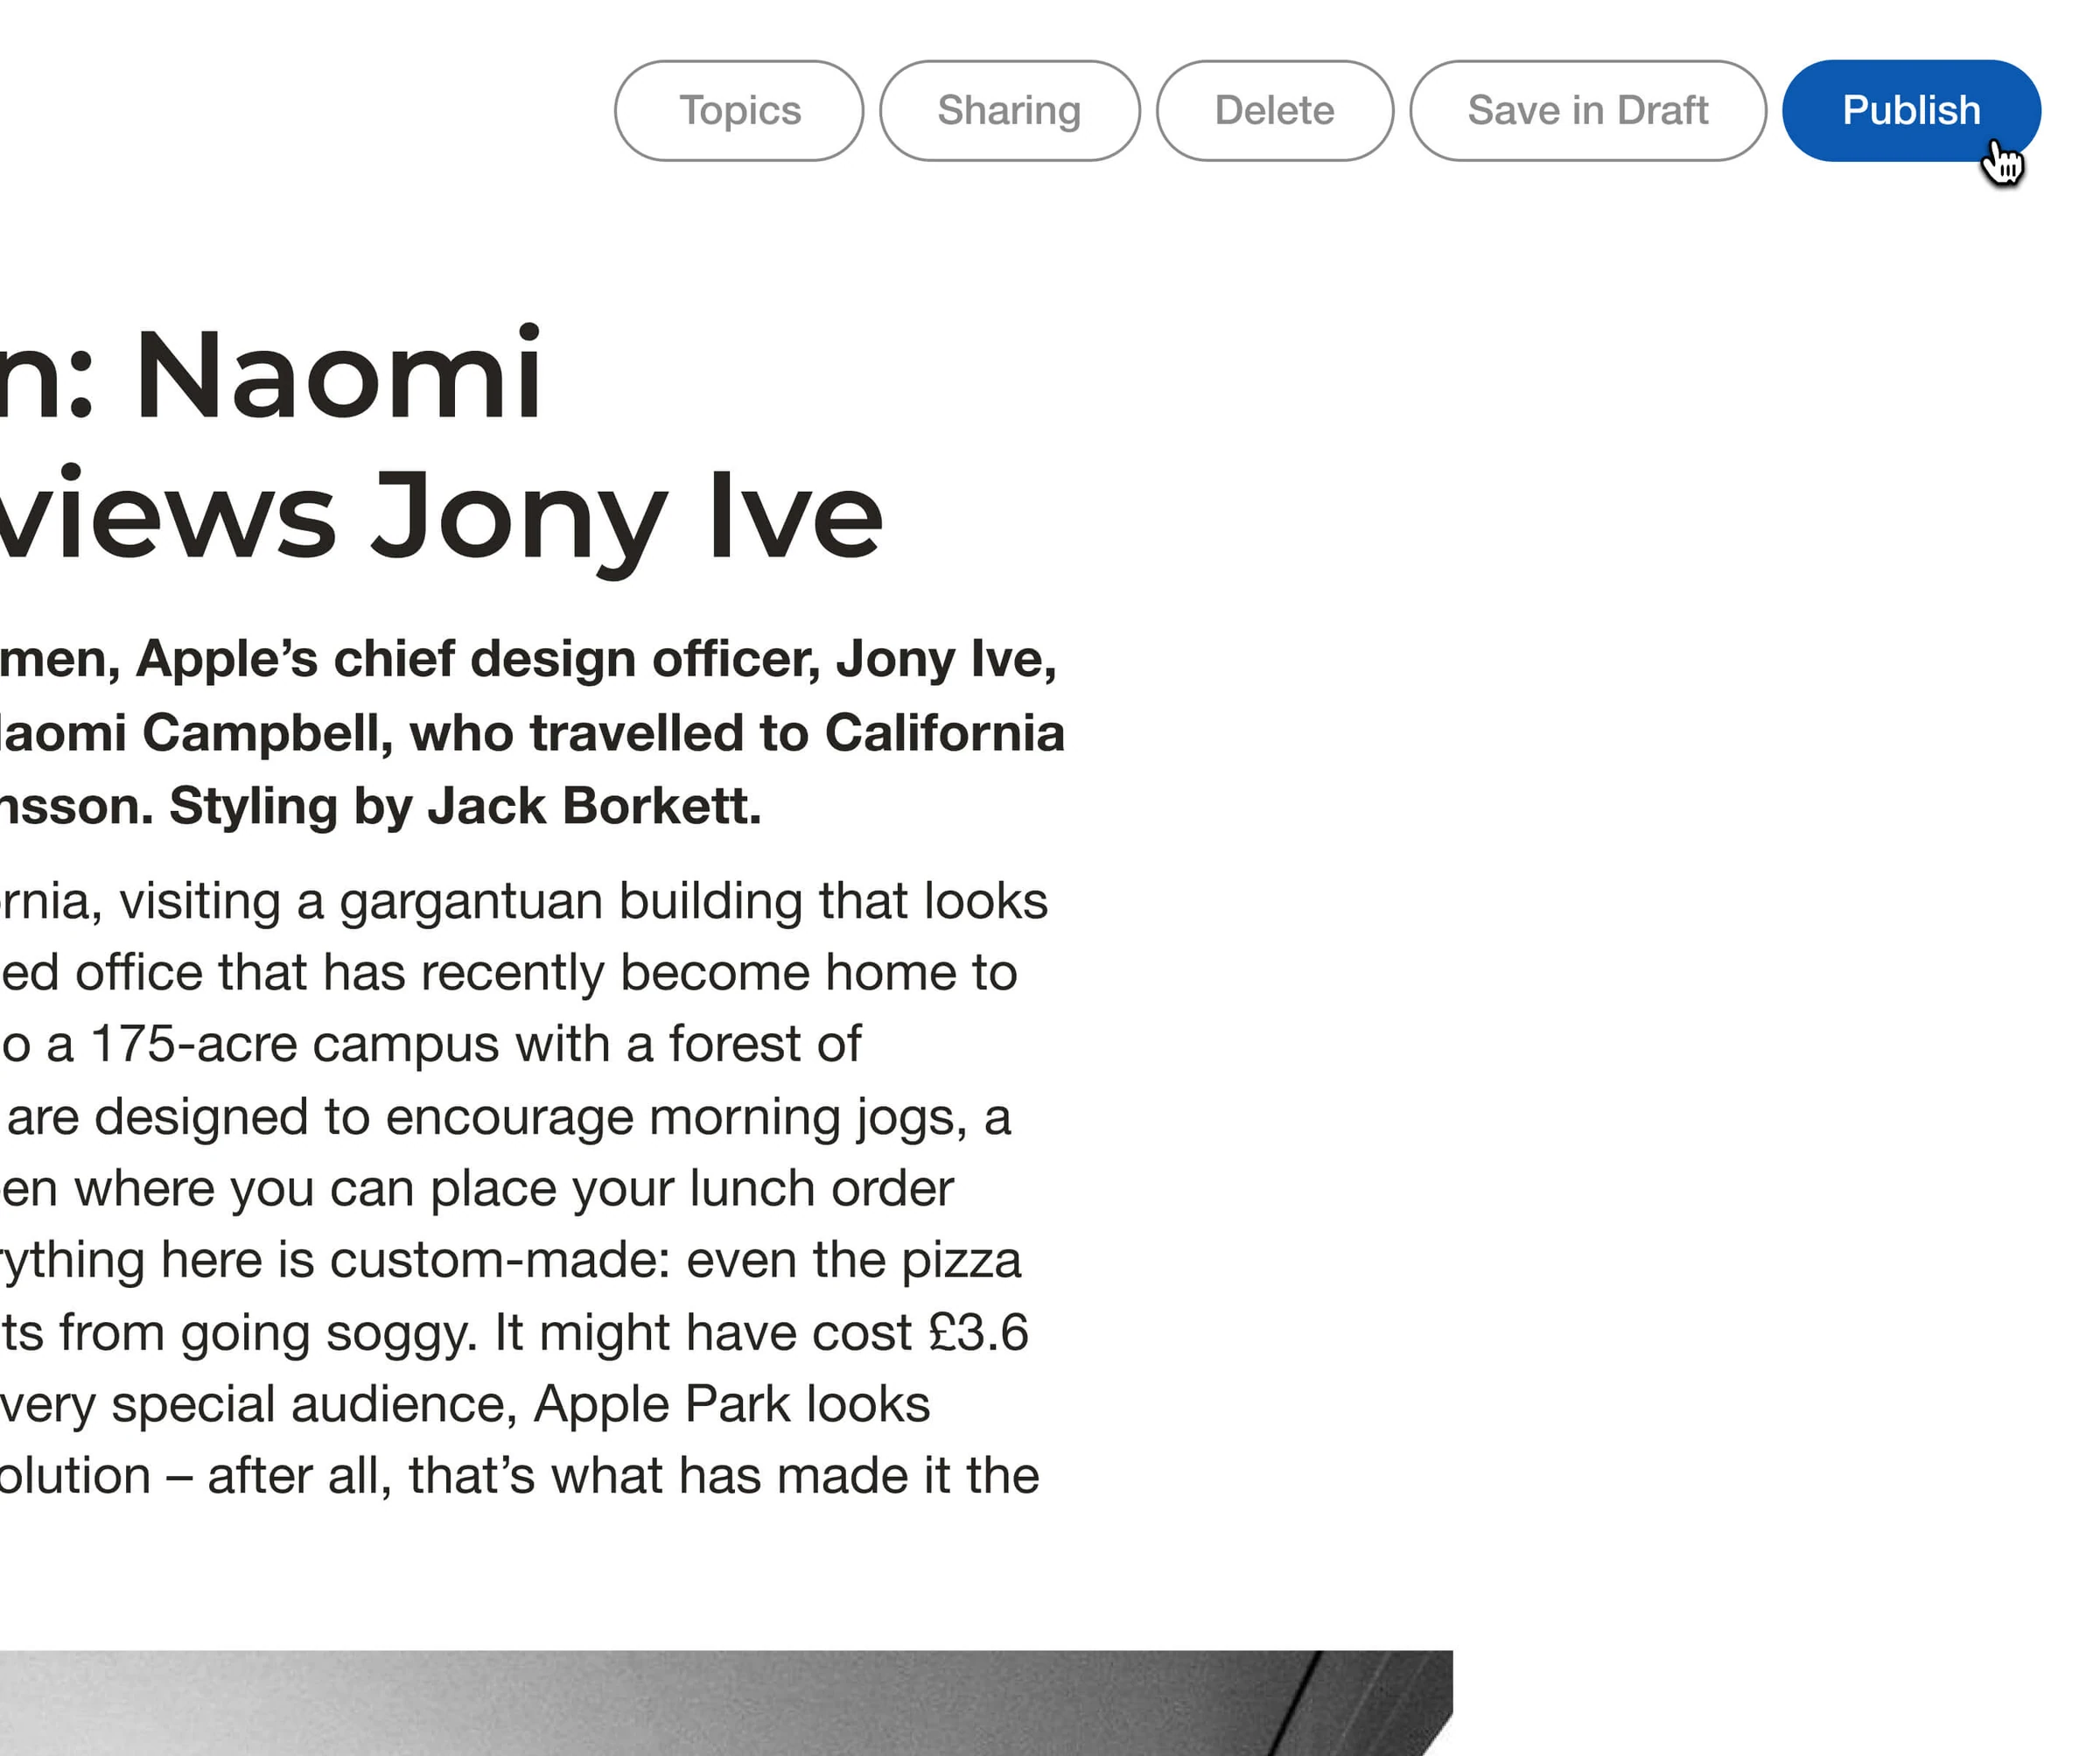 Topics Sharing Delete Save in Draft Publish
n: Naomi
views Jony Ive
men, Apple’s chief design officer, Jony Ive,
aomi Campbell, who travelled to California
nsson. Styling by Jack Borkett.
rnia, visiting a gargantuan building that looks
ed office that has recently become home to
o a 175-acre campus with a forest of
are designed to encourage morning jogs, a
en where you can place your lunch order
ything here is custom-made: even the pizza
ts from going soggy. It might have cost £3.6
very special audience, Apple Park looks
olution – after all, that’s what has made it the